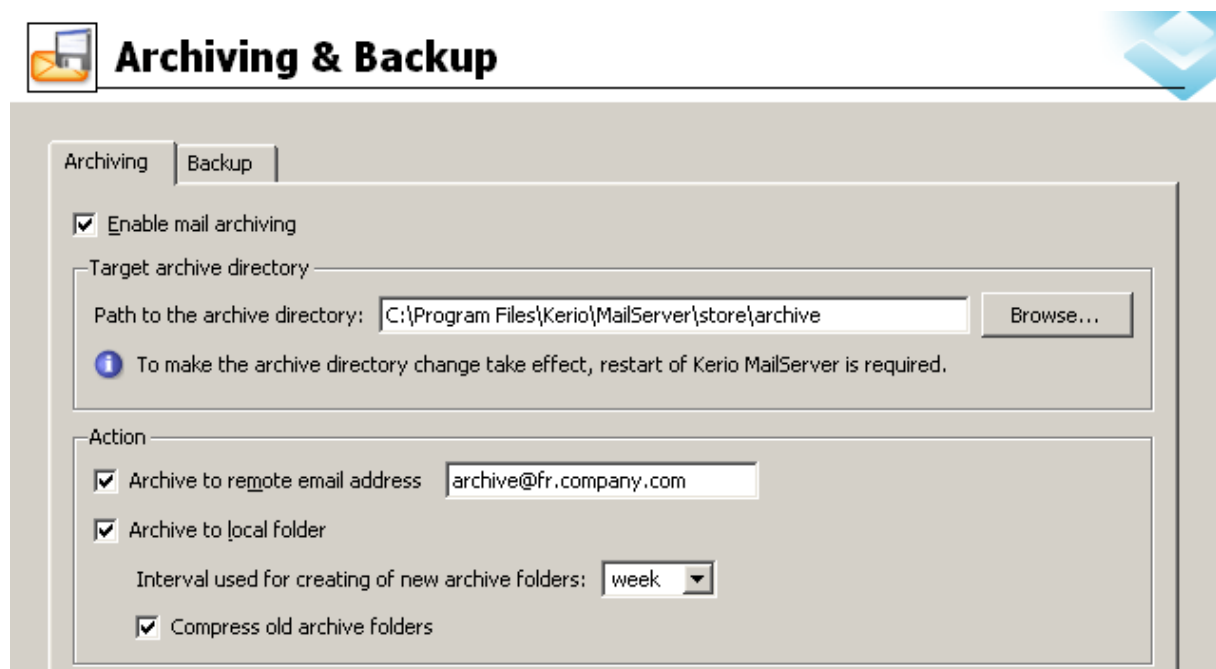 Archiving & Backup
Archiving Backup
Enable mail archiving
Target archive directory
Path to the archive directory: C:\Program Files\Kerio\MailServer\store\archive Browse...
To make the archive directory change take effect, restart of Kerio MailServer is required.
Action
Archive to remote email address archive@fr.company.com
Archive to local folder
Interval used for creating of new archive folders: week
Compress old archive folders